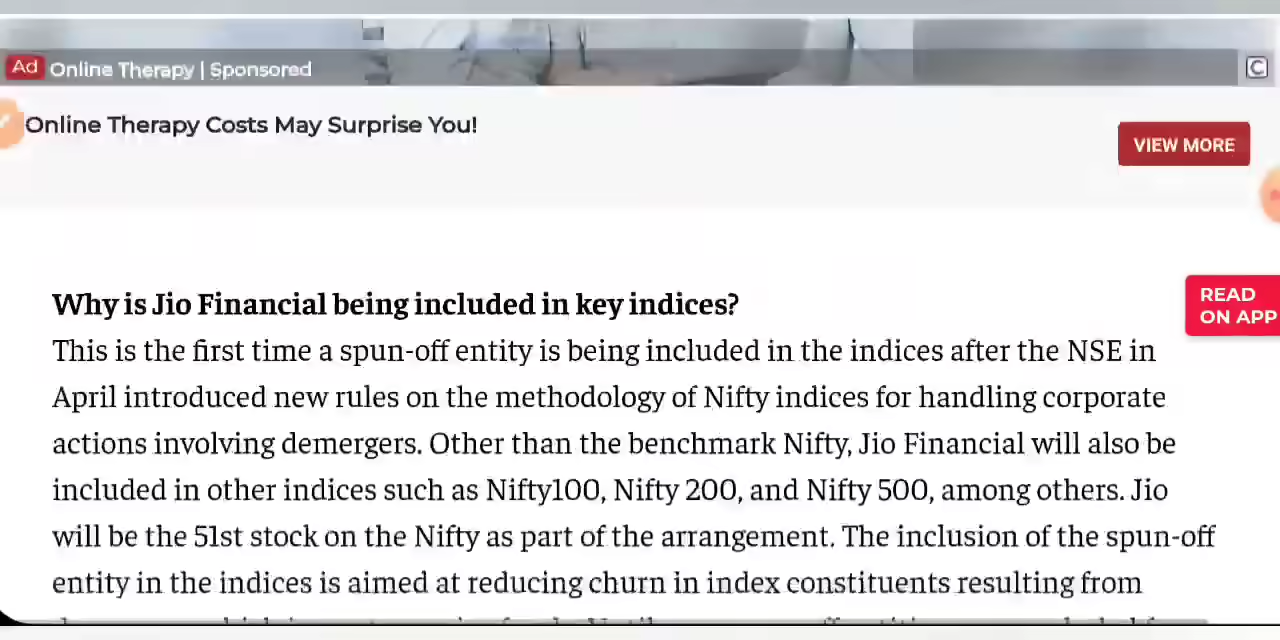 Ad Online Therapy | Sponsored
C
Online Therapy Costs May Surprise You!
VIEW MORE
Why is Jio Financial being included in key indices?
READ
ON APP
This is the first time a spun-off entity is being included in the indices after the NSE in
April introduced new rules on the methodology of Nifty indices for handling corporate
actions involving demergers. Other than the benchmark Nifty, Jio Financial will also be
included in other indices such as Nifty100, Nifty 200, and Nifty 500, among others. Jio
will be the 51st stock on the Nifty as part of the arrangement. The inclusion of the spun-off
entity in the indices is aimed at reducing churn in index constituents resulting from